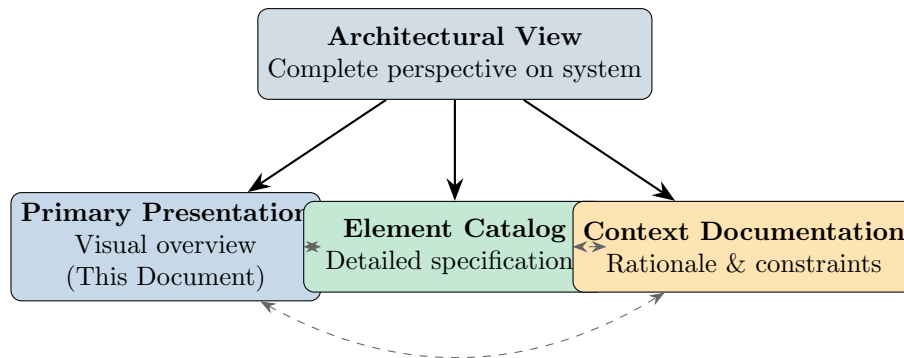 Architectural View
Complete perspective on system
Primary Presentation
Visual overview
(This Document)
Element Catalog
Detailed specification
Context Documentation
Rationale & constraints